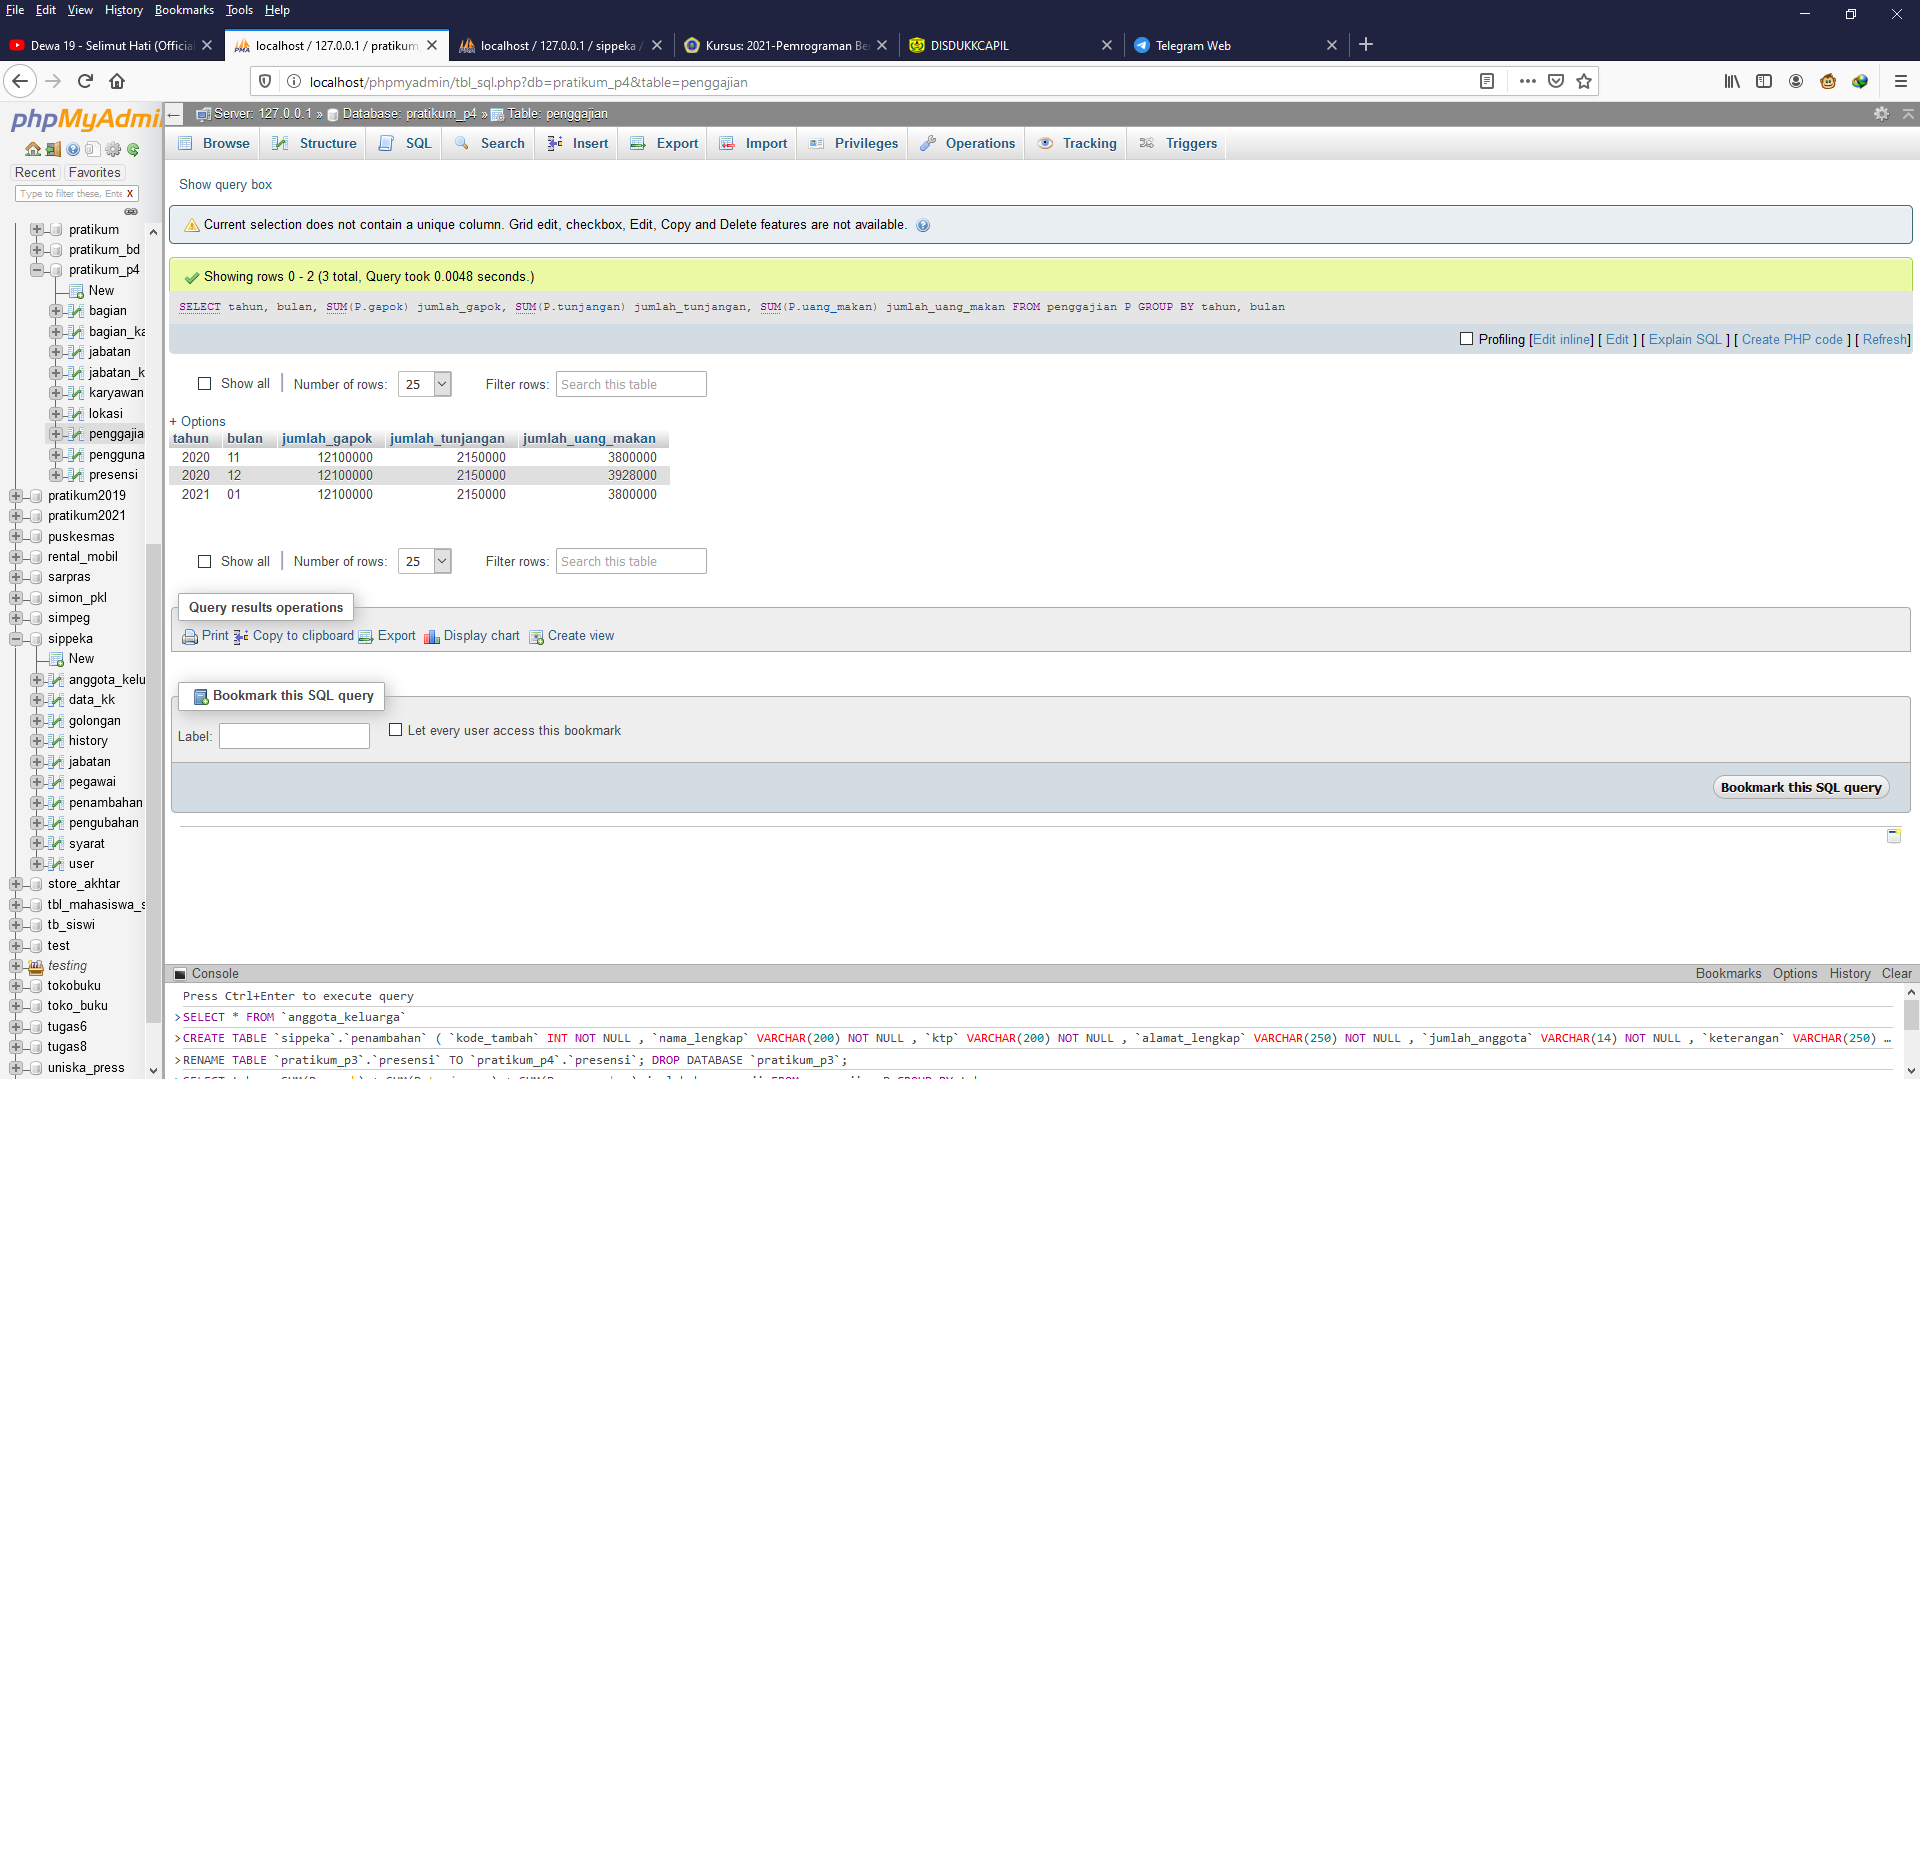 File Edit View History Bookmarks Tools Help
Dewa 19 - Selimut Hati (Official
localhost / 127.0.0.1 / pratikum
localhost / 127.0.0.1 / sippeka /
Kursus: 2021-Pemrograman Be
DISDUKKCAPIL
Telegram Web
localhost/phpmyadmin/tbl_sql.php?db=pratikum_p4&table=penggajian
phpMyAdmi
Recent Favorites
Type to filter these, Ente X
pratikum
pratikum_bd
pratikum_p4
New
bagian
bagian_ka
jabatan
jabatan_k
karyawan
lokasi
penggajia
pengguna
presensi
pratikum2019
pratikum2021
puskesmas
rental_mobil
sarpras
simon_pkl
simpeg
sippeka
New
anggota_kelu
data_kk
golongan
history
jabatan
pegawai
penambahan
pengubahan
syarat
user
store_akhtar
tbl_mahasiswa_s
tb_siswi
test
testing
tokobuku
toko_buku
tugas6
tugas8
uniska_press
Server: 127.0.0.1 » Database: pratikum_p4 » Table: penggajian
Browse Structure SQL Search Insert Export Import Privileges Operations Tracking Triggers
Show query box
Current selection does not contain a unique column. Grid edit, checkbox, Edit, Copy and Delete features are not available.
Showing rows 0 - 2 (3 total, Query took 0.0048 seconds.)
SELECT tahun, bulan, SUM(P.gapok) jumlah_gapok, SUM(P.tunjangan) jumlah_tunjangan, SUM(P.uang_makan) jumlah_uang_makan FROM penggajian P GROUP BY tahun, bulan
Profiling [Edit inline] [ Edit ] [ Explain SQL ] [ Create PHP code ] [ Refresh]
Show all | Number of rows: 25 Filter rows: Search this table
+ Options
tahun bulan jumlah_gapok jumlah_tunjangan jumlah_uang_makan
2020 11 12100000 2150000 3800000
2020 12 12100000 2150000 3928000
2021 01 12100000 2150000 3800000
Show all | Number of rows: 25 Filter rows: Search this table
Query results operations
Print Copy to clipboard Export Display chart Create view
Bookmark this SQL query
Label: Let every user access this bookmark
Bookmark this SQL query
Console Bookmarks Options History Clear
Press Ctrl+Enter to execute query
>SELECT * FROM `anggota_keluarga`
>CREATE TABLE `sippeka`.`penambahan` ( `kode_tambah` INT NOT NULL , `nama_lengkap` VARCHAR(200) NOT NULL , `ktp` VARCHAR(200) NOT NULL , `alamat_lengkap` VARCHAR(250) NOT NULL , `jumlah_anggota` VARCHAR(14) NOT NULL , `keterangan` VARCHAR(250) …
>RENAME TABLE `pratikum_p3`.`presensi` TO `pratikum_p4`.`presensi`; DROP DATABASE `pratikum_p3`;